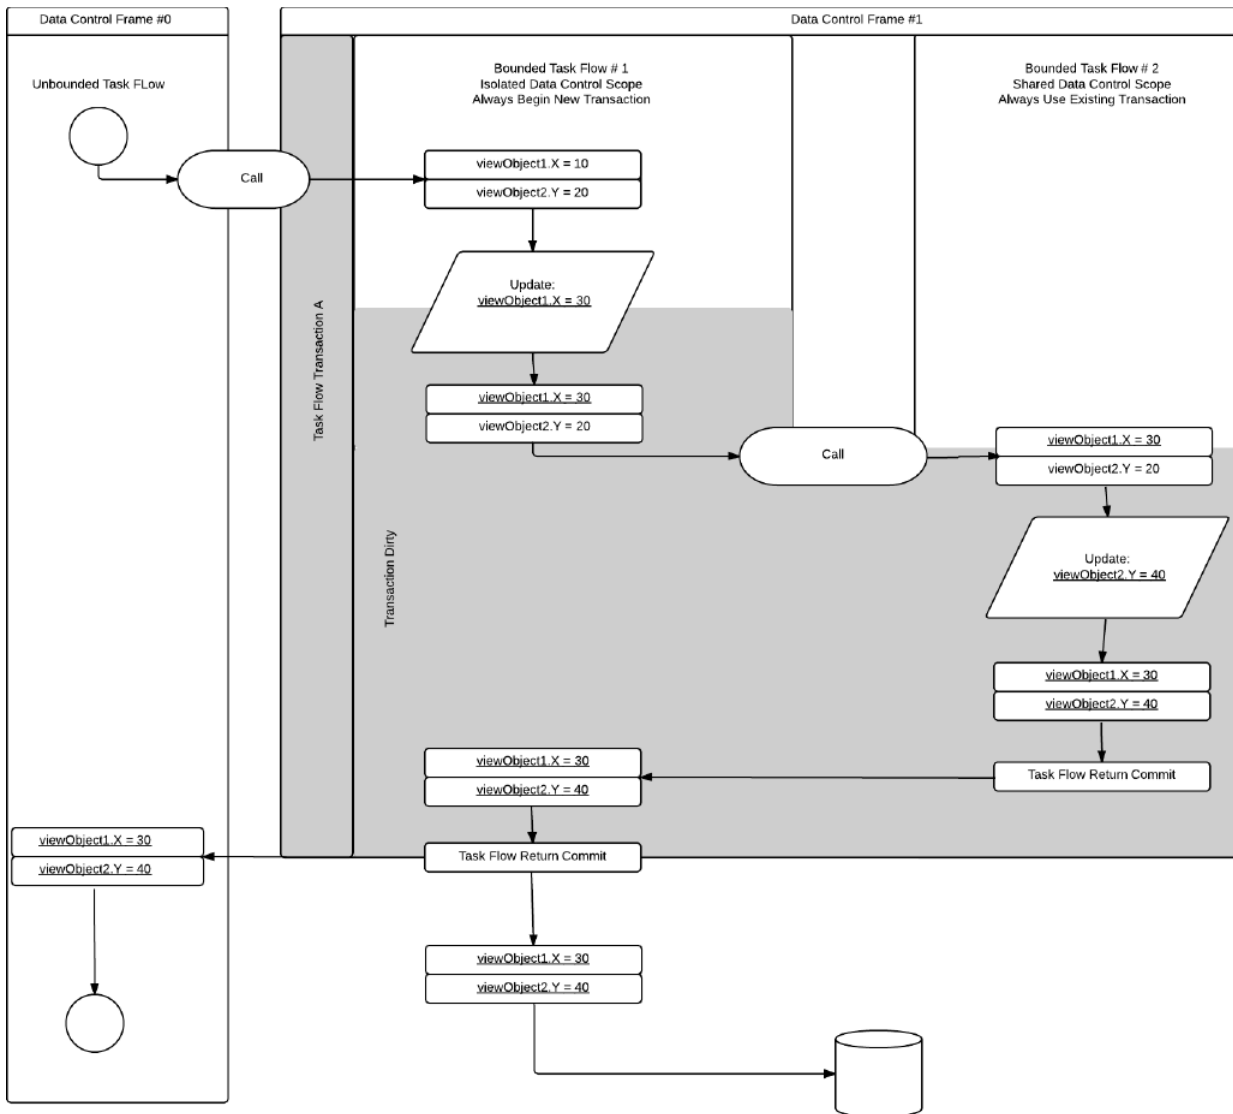 Data Control Frame #0
Data Control Frame #1
Unbounded Task FLow
Bounded Task Flow # 1
Isolated Data Control Scope
Always Begin New Transaction
Bounded Task Flow # 2
Shared Data Control Scope
Always Use Existing Transaction
Call
viewObject1.X = 10
viewObject2.Y = 20
Update:
viewObject1.X = 30
Task Flow Transaction A
viewObject1.X = 30
viewObject2.Y = 20
Call
viewObject1.X = 30
viewObject2.Y = 20
Transaction Dirty
Update:
viewObject2.Y = 40
viewObject1.X = 30
viewObject2.Y = 40
Task Flow Return Commit
viewObject1.X = 30
viewObject2.Y = 40
Task Flow Return Commit
viewObject1.X = 30
viewObject2.Y = 40
viewObject1.X = 30
viewObject2.Y = 40